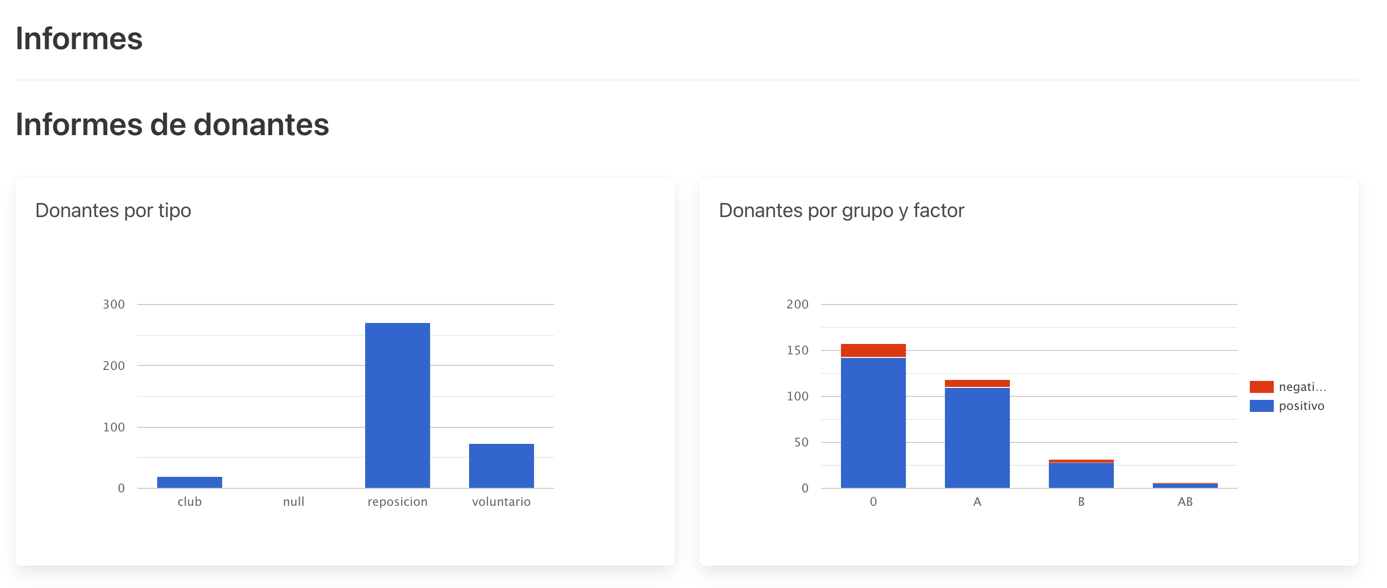 Informes
Informes de donantes
Donantes por tipo
300
200
100
0
club null reposicion voluntario
Donantes por grupo y factor
200
150
100
50
0
0 A B AB
negati...
positivo